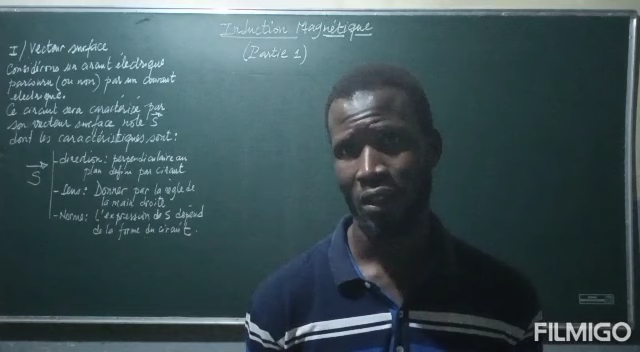 Induction Magnétique
(Partie 1)
I/ Vecteur surface
Considérons un circuit électrique
parcouru (ou non) par un courant
electrique.
Ce circuit sera caractérisé par
son vecteur surface noté S
dont les caractéristiques sont:
S
- direction: perpendiculaire au
plan défini par circuit
- Sens: Donner par la règle de
la main droite
- Norme: L'expression de S dépend
de la forme du circuit.
FILMIGO